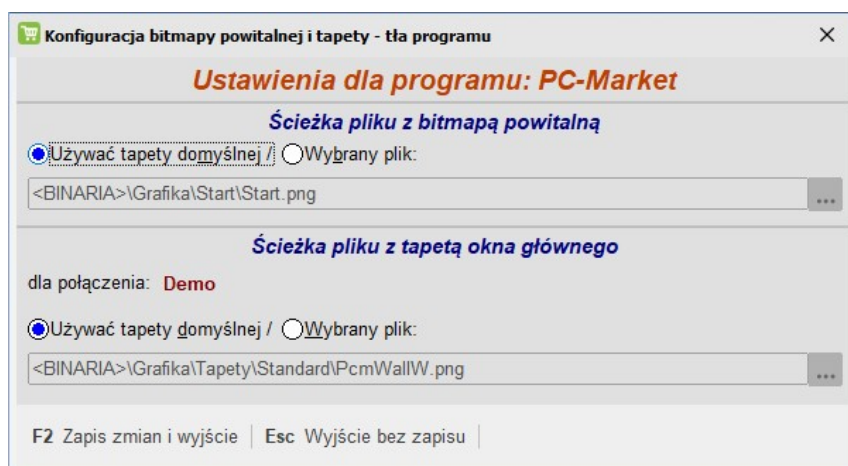 Konfiguracja bitmapy powitalnej i tapety - tła programu
Ustawienia dla programu: PC-Market
Ścieżka pliku z bitmapą powitalną
Używać tapety domyślnej / Wybrany plik:
<BINARIA>\Grafika\Start\Start.png ...
Ścieżka pliku z tapetą okna głównego
dla połączenia: Demo
Używać tapety domyślnej / Wybrany plik:
<BINARIA>\Grafika\Tapety\Standard\PcmWallW.png ...
F2 Zapis zmian i wyjście | Esc Wyjście bez zapisu |